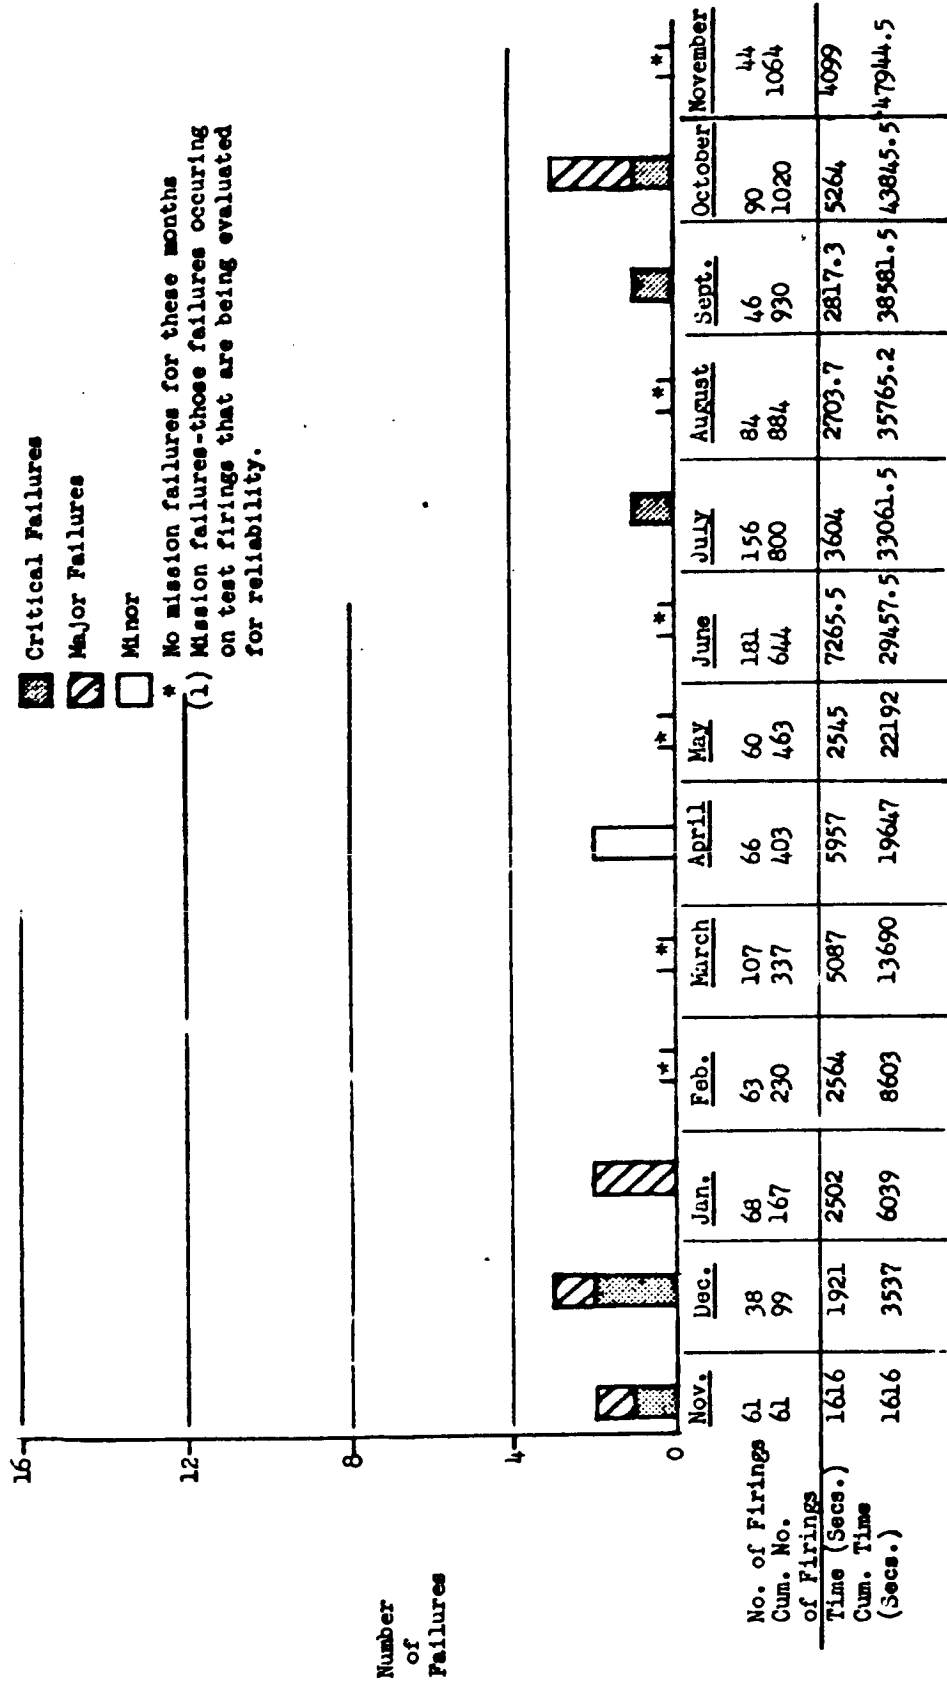 Critical Failures
Major Failures
Minor
* No mission failures for these months
(1) Mission failures-those failures occuring
on test firings that are being evaluated
for reliability.
Number
of
Failures
16
12
8
4
0
* * * * * * *
Nov. Dec. Jan. Feb. March April May June July August Sept. October November
No. of Firings 61 38 68 63 107 66 60 181 156 84 46 90 44
Cum. No. 61 99 167 230 337 403 463 644 800 884 930 1020 1064
of Firings
Time (Secs.) 1616 1921 2502 2564 5087 5957 2545 7265.5 3604 2703.7 2817.3 5264 4099
Cum. Time
(Secs.) 1616 3537 6039 8603 13690 19647 22192 29457.5 33061.5 35765.2 38581.5 43845.5 47944.5